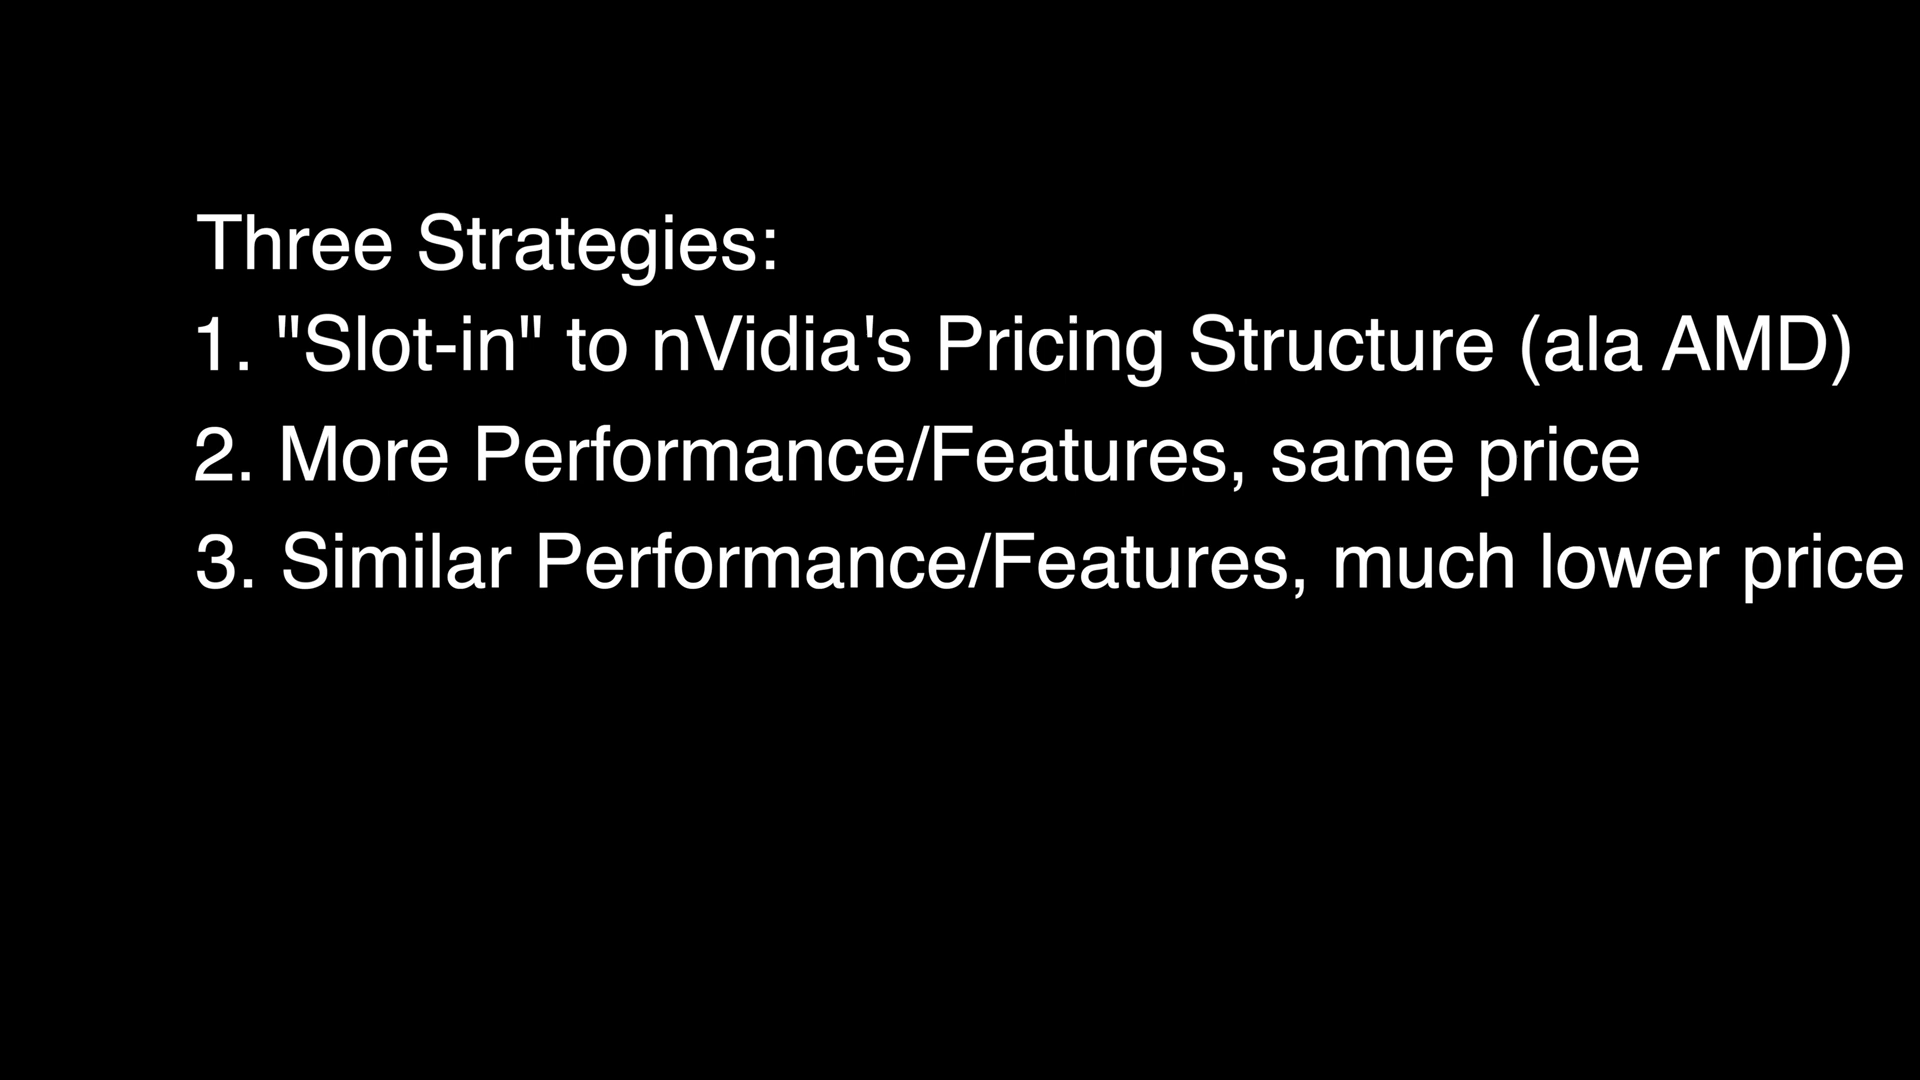 Three Strategies:
1. "Slot-in" to nVidia's Pricing Structure (ala AMD)
2. More Performance/Features, same price
3. Similar Performance/Features, much lower price